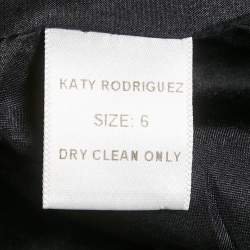 KATY RODRIGUEZ
SIZE: 6
DRY CLEAN ONLY